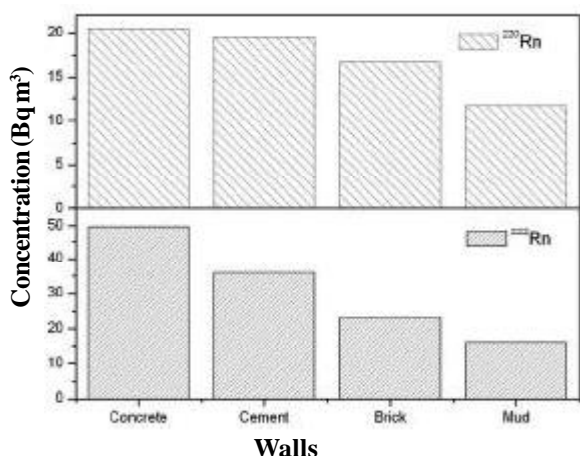 Concentration (Bq m³)
20
15
10
5
0
²²⁰Rn
50
40
30
20
10
0
²²²Rn
Concrete Cement Brick Mud
Walls